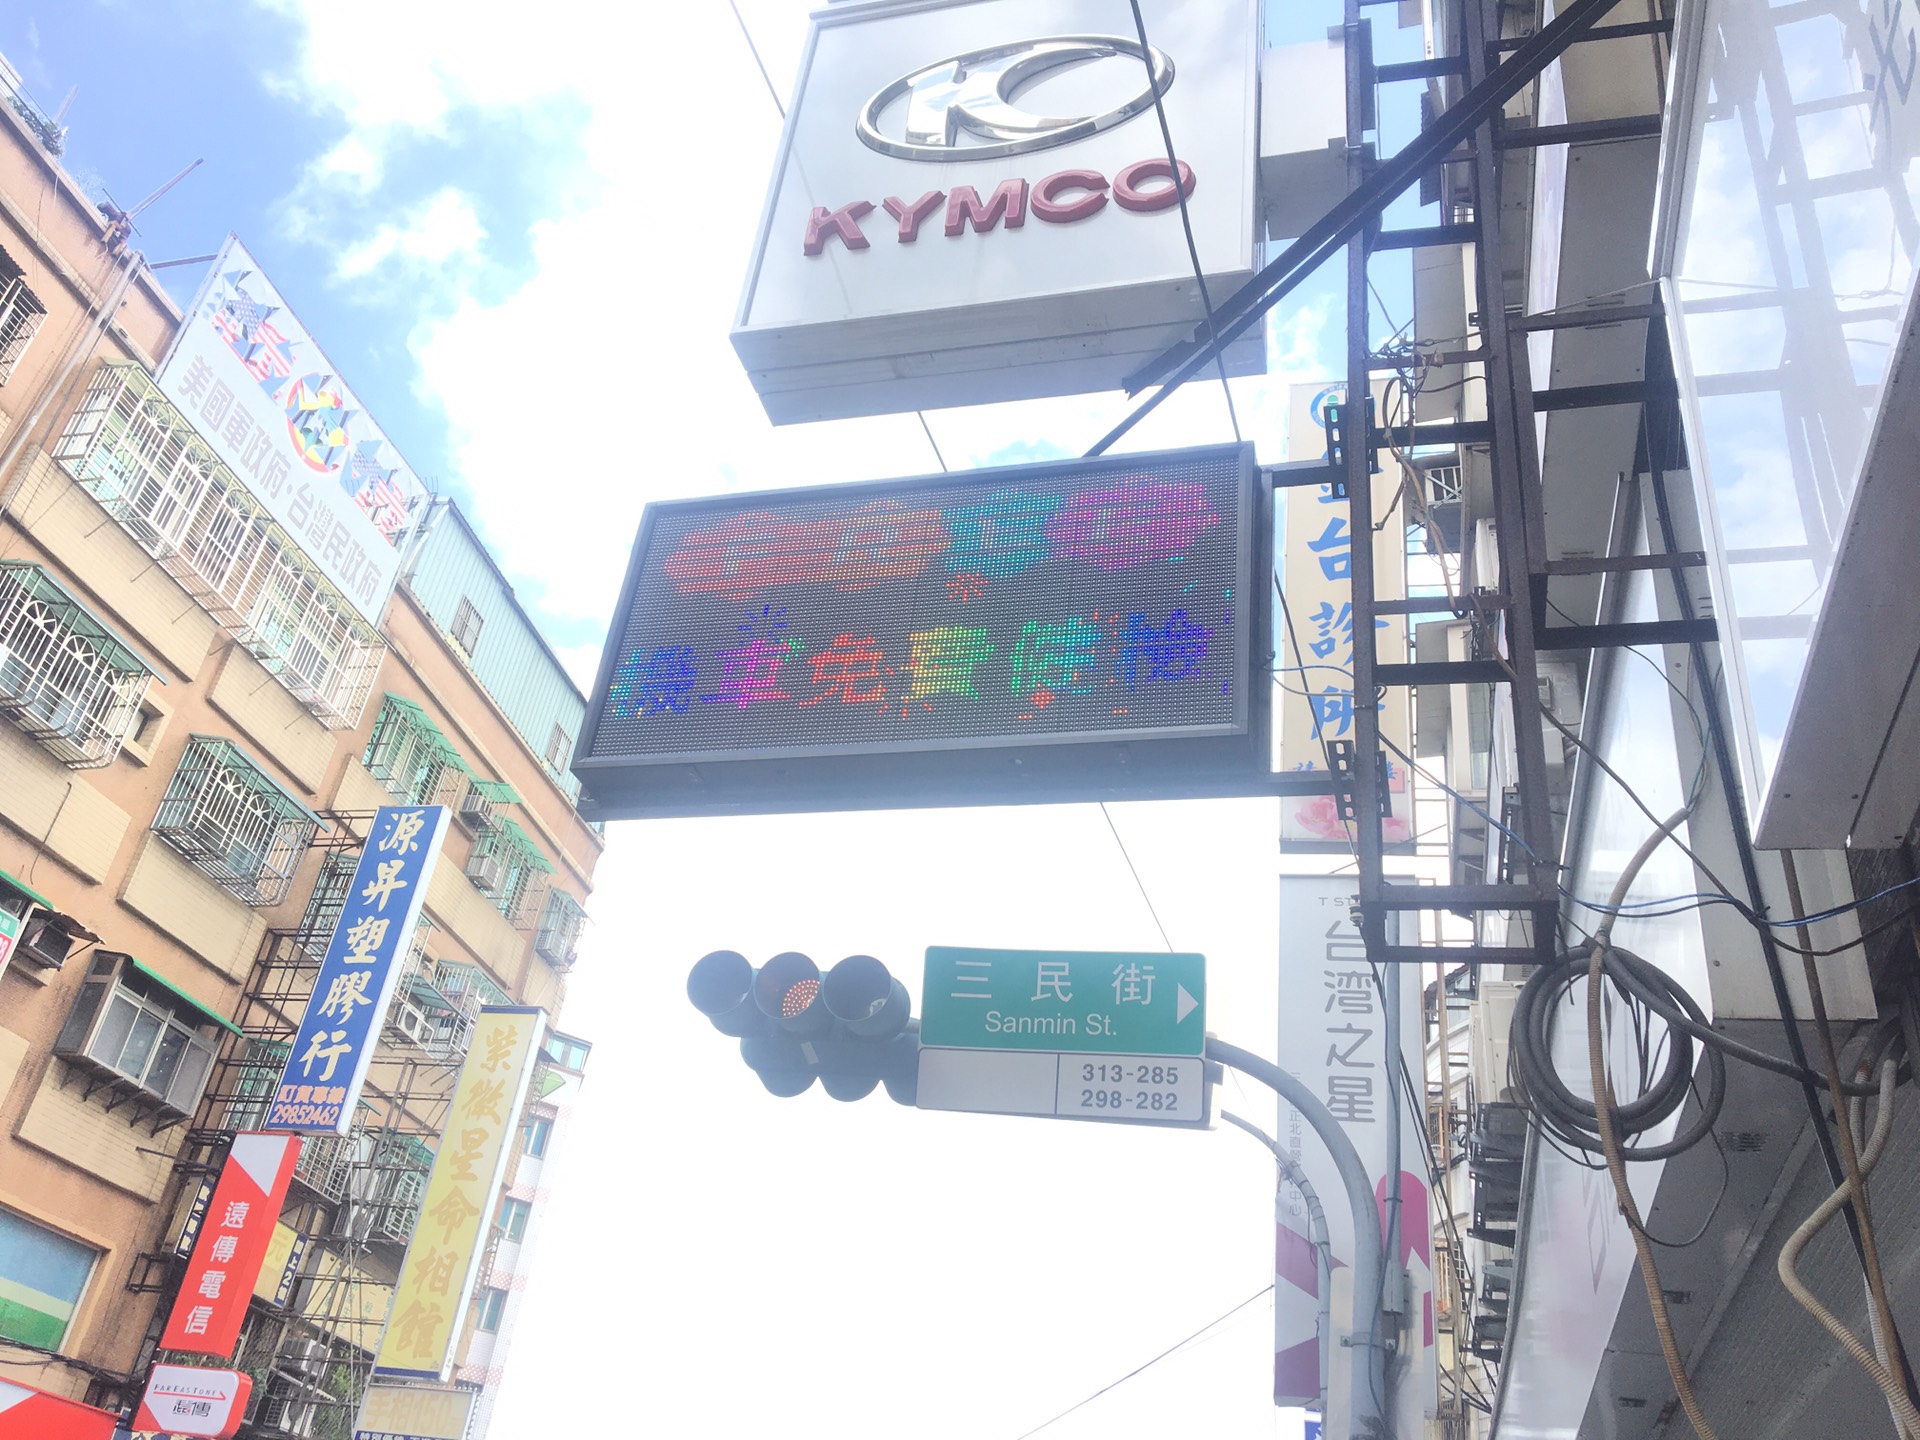 KYMCO
FREE
機車免費健檢
美國軍政府·台灣民政府
源昇塑膠行
訂貨專線
29852462
紫微星命相館
遠傳電信
FAREASTONE
遠傳
三民街
Sanmin St.
313-285
298-282
台診所
台灣之星